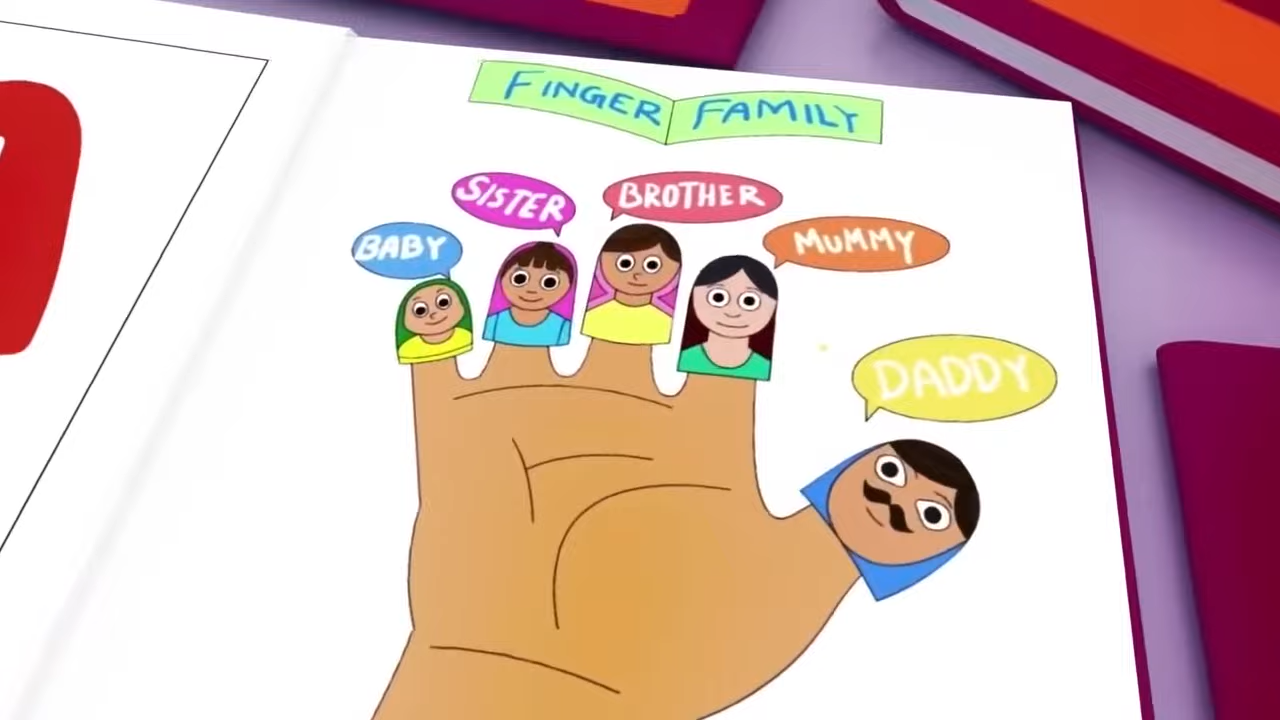 FINGER FAMILY
SISTER
BROTHER
BABY
MUMMY
DADDY